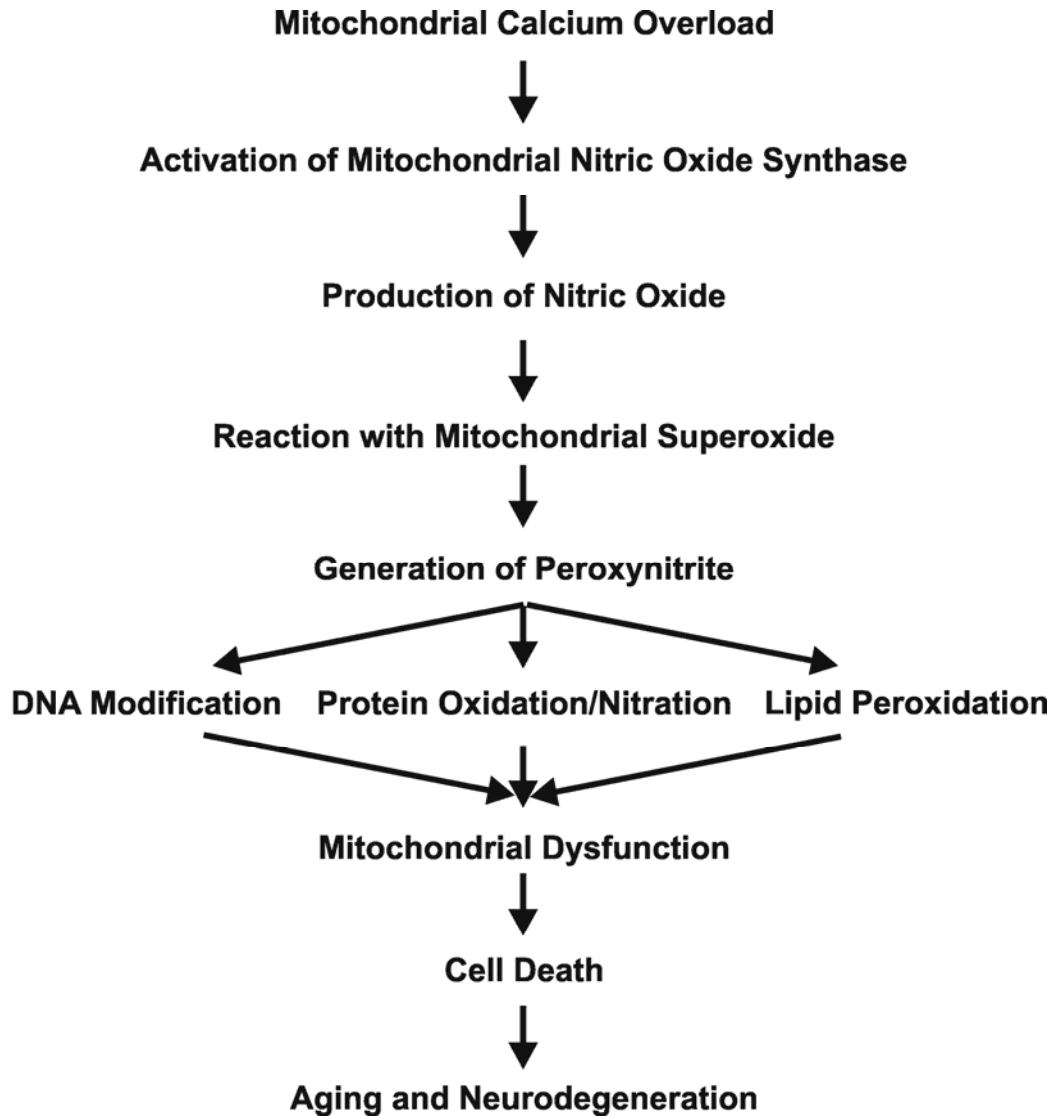 Mitochondrial Calcium Overload
Activation of Mitochondrial Nitric Oxide Synthase
Production of Nitric Oxide
Reaction with Mitochondrial Superoxide
Generation of Peroxynitrite
DNA Modification Protein Oxidation/Nitration Lipid Peroxidation
Mitochondrial Dysfunction
Cell Death
Aging and Neurodegeneration